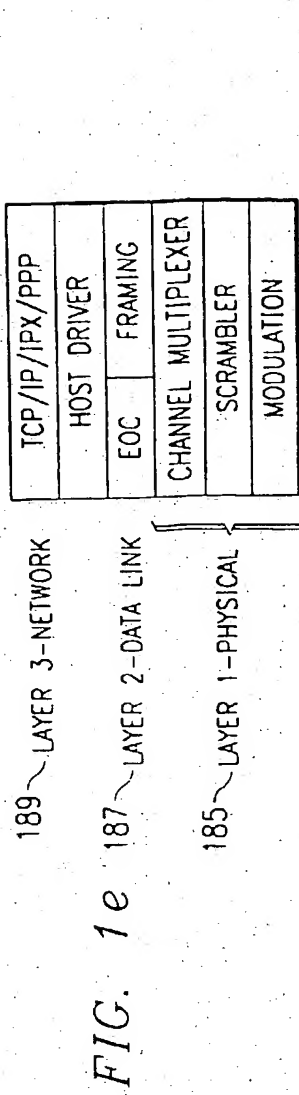 FIG. 1e
189 LAYER 3-NETWORK
187 LAYER 2-DATA LINK
185 LAYER 1-PHYSICAL
TCP/IP/IPX/PPP
HOST DRIVER
EOC FRAMING
CHANNEL MULTIPLEXER
SCRAMBLER
MODULATION